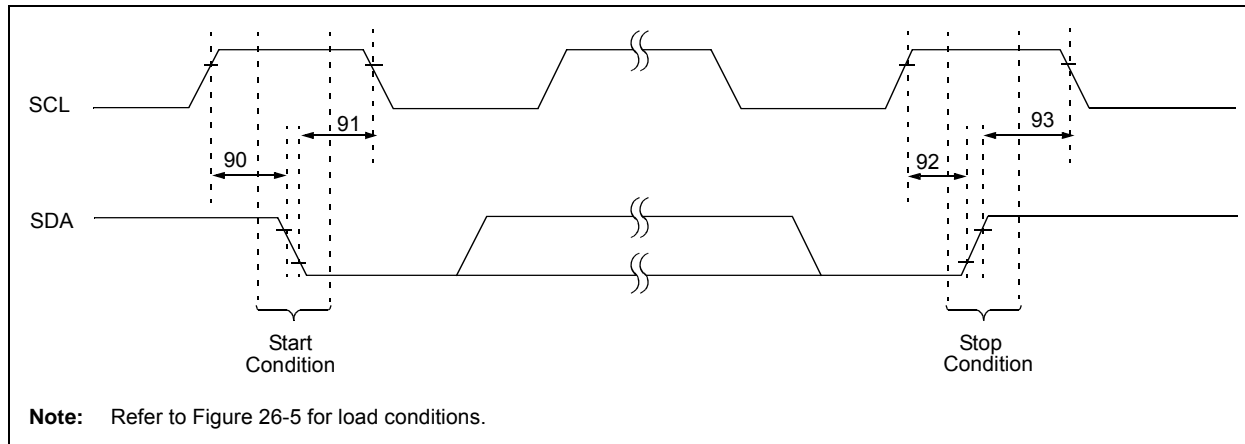 SCL
91
93
90
92
SDA
Start
Condition
Stop
Condition
Note: Refer to Figure 26-5 for load conditions.